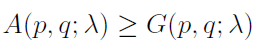 A(p, q; λ) ≥ G(p, q; λ)